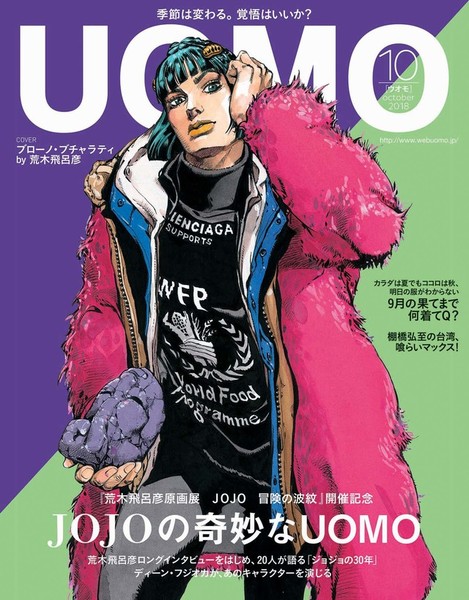 季節は変わる。覚悟はいいか?
UOMO
10
[ウオモ]
october
2018
COVER
ブローノ・ブチャラティ
by 荒木飛呂彦
http://www.webuomo.jp/
LENCIAGA
SUPPORTS
WFP
World Food
Programme
カラダは夏でもココロは秋、
明日の服がわからない
9月の果てまで
何着てQ?
棚橋弘至の台湾、
喰らいマックス!
「荒木飛呂彦原画展 JOJO 冒険の波紋」開催記念
JOJOの奇妙なUOMO
荒木飛呂彦ロングインタビューをはじめ、20人が語る「ジョジョの30年」
ディーン・フジオカが、あのキャラクターを演じる